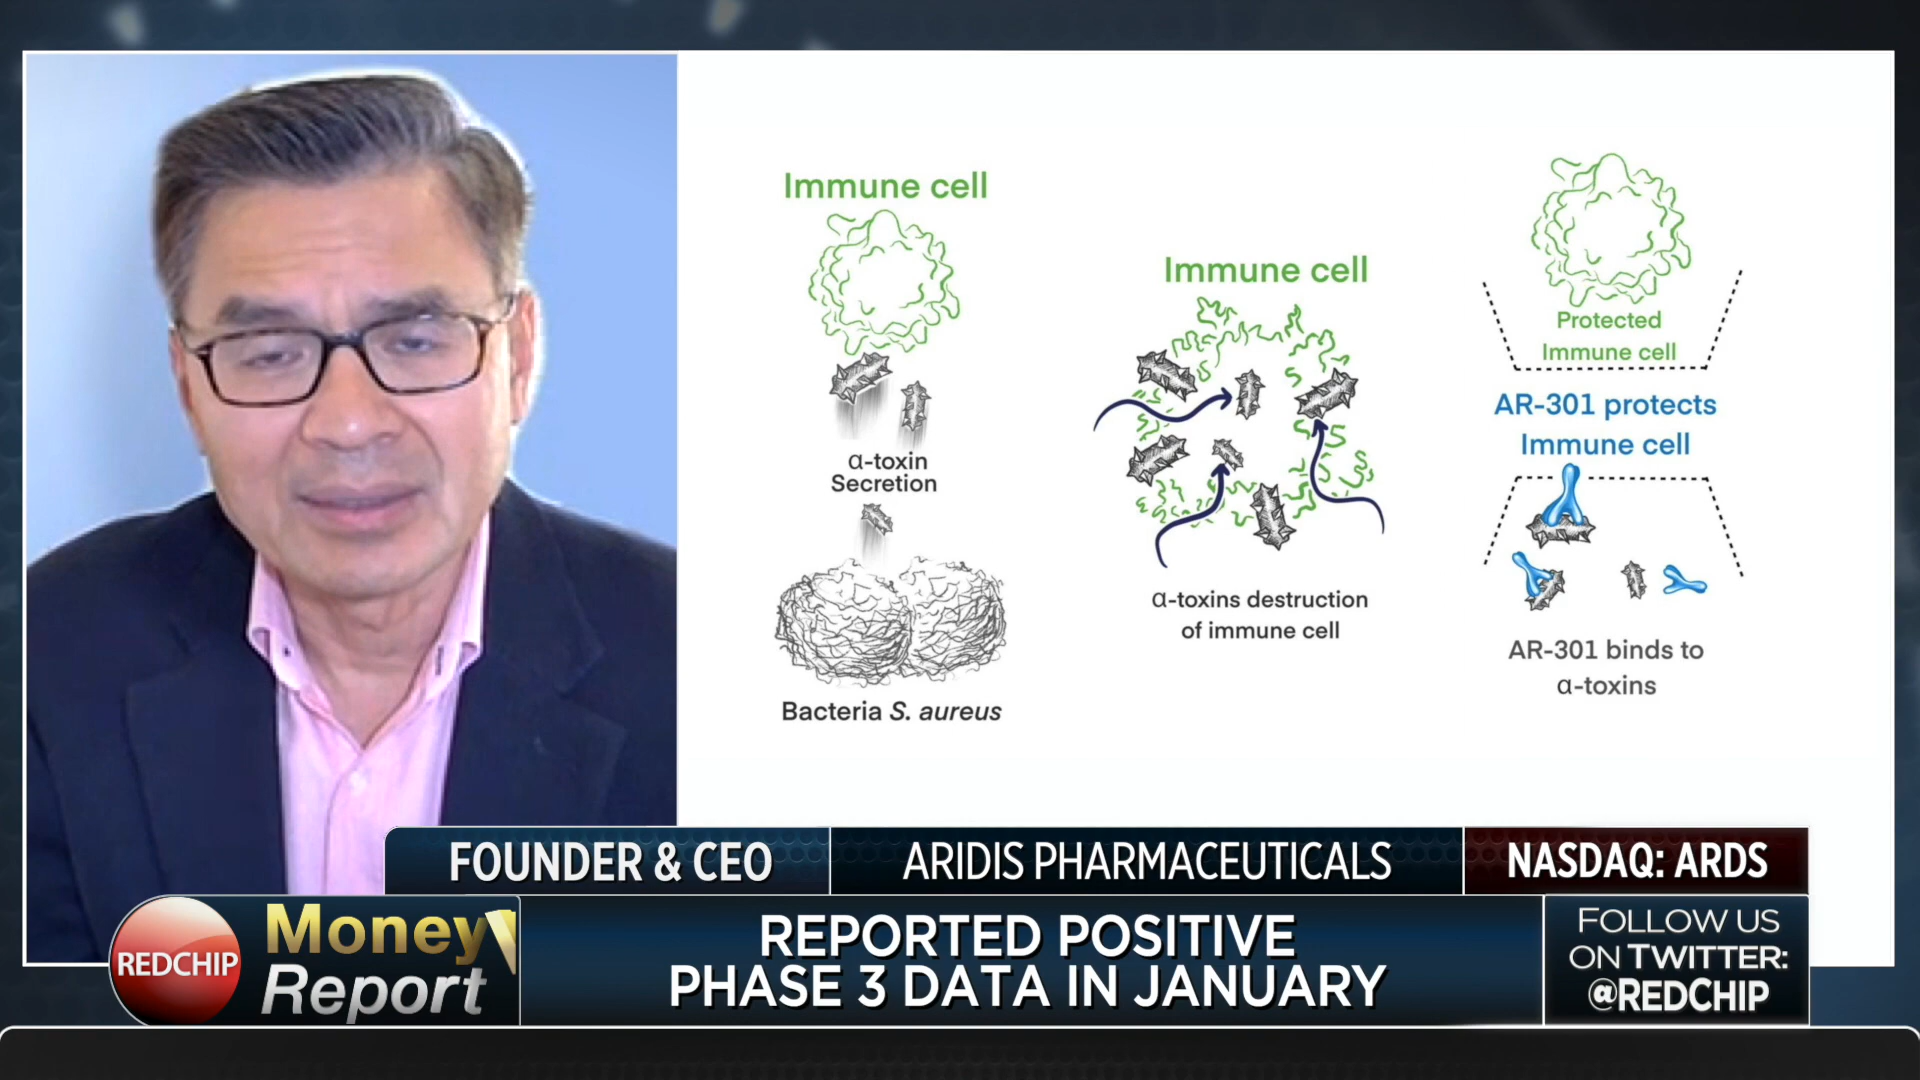 Immune cell
α-toxin
Secretion
Bacteria S. aureus
Immune cell
α-toxins destruction
of immune cell
Protected
Immune cell
AR-301 protects
Immune cell
AR-301 binds to
α-toxins
FOUNDER & CEO
ARIDIS PHARMACEUTICALS
NASDAQ: ARDS
REDCHIP
Money
Report
REPORTED POSITIVE
PHASE 3 DATA IN JANUARY
FOLLOW US
ON TWITTER:
@REDCHIP